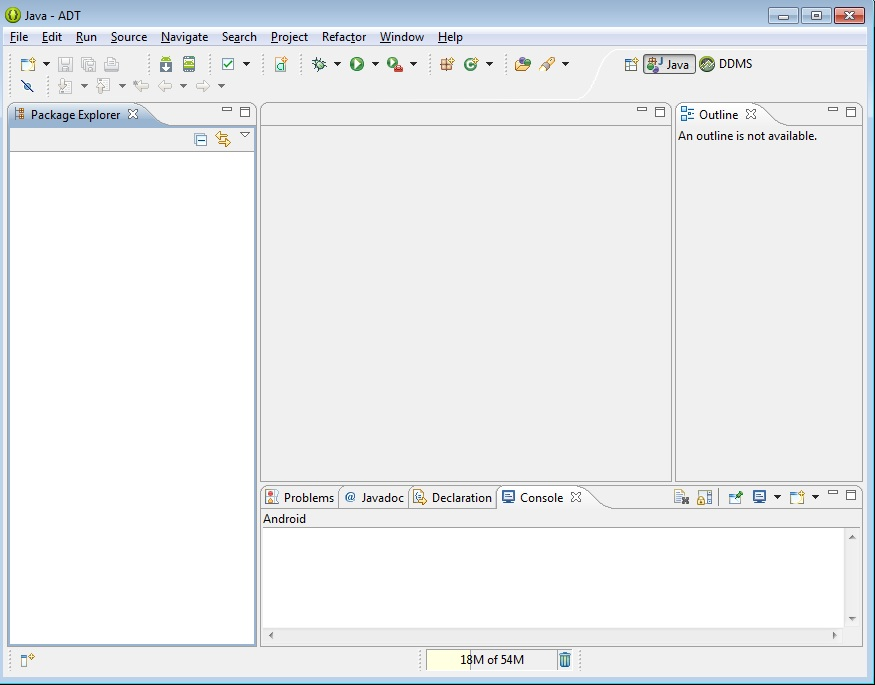 Java - ADT
File Edit Run Source Navigate Search Project Refactor Window Help
Java DDMS
Package Explorer
Outline
An outline is not available.
Problems @ Javadoc Declaration Console
Android
18M of 54M